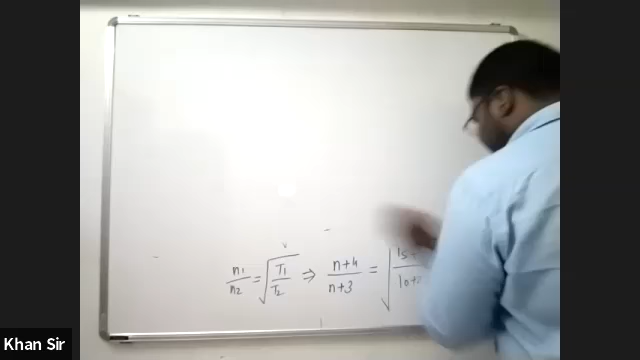 n1/n2 = √(T1/T2) ⇒ n+4/n+3 = √(15+/10+
Khan Sir